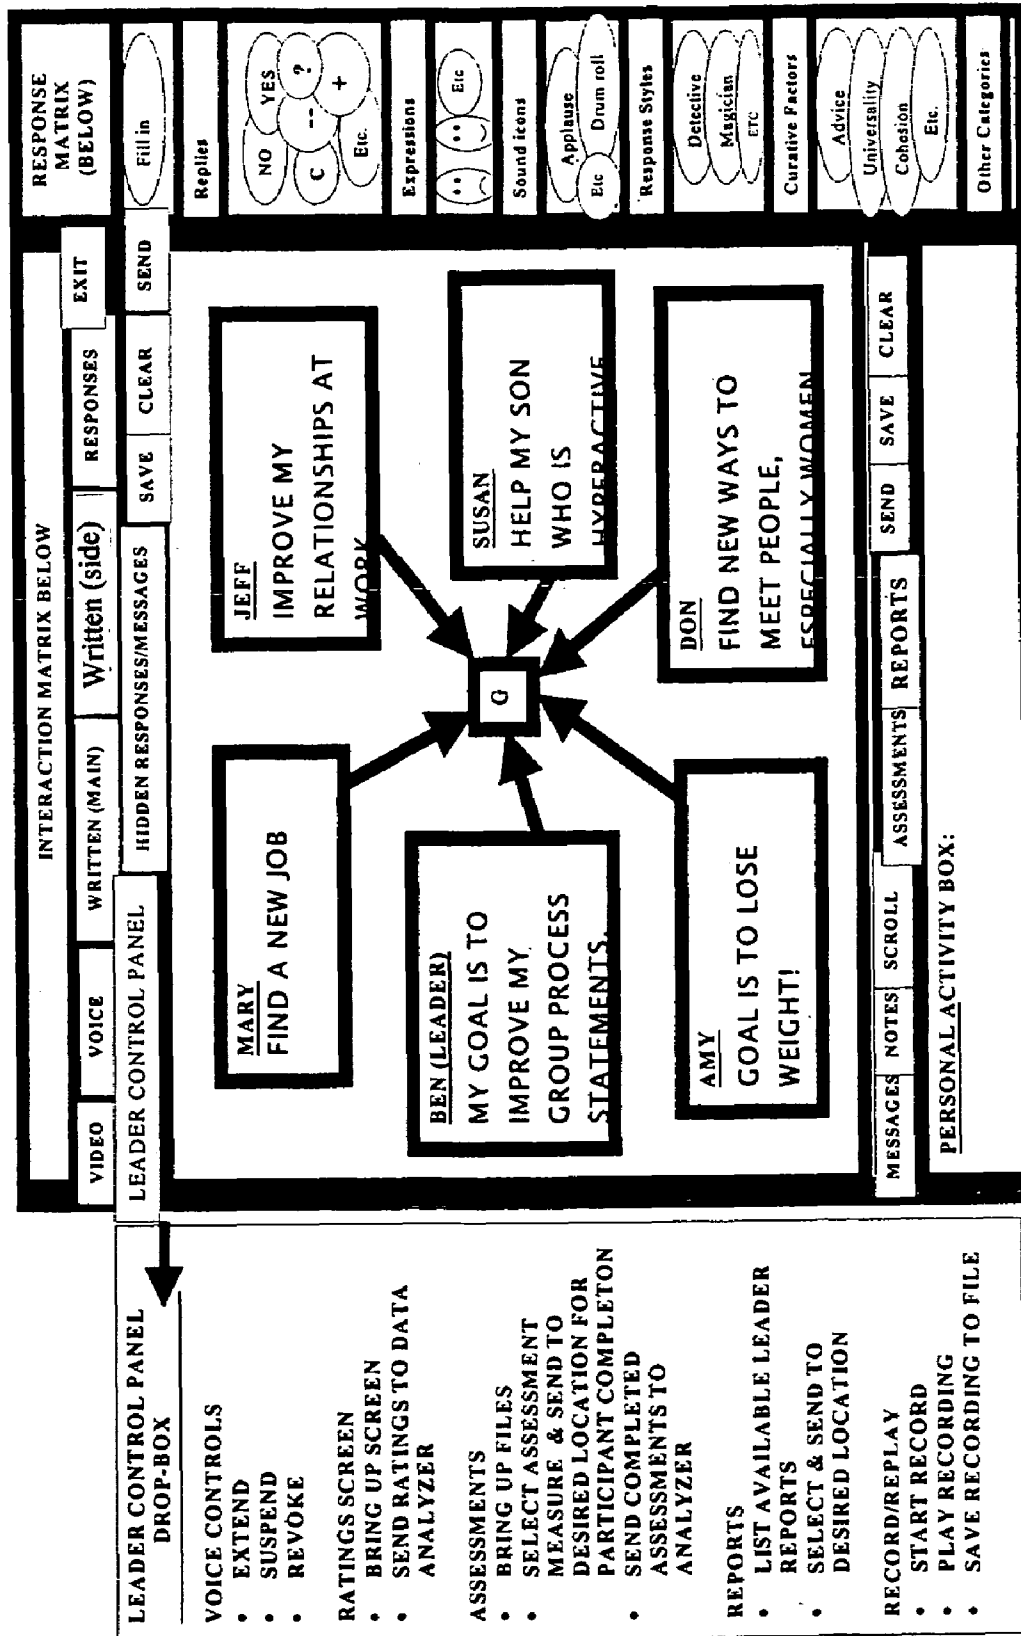 LEADER CONTROL PANEL
DROP-BOX
VOICE CONTROLS
• EXTEND
• SUSPEND
• REVOKE
RATINGS SCREEN
• BRING UP SCREEN
• SEND RATINGS TO DATA
ANALYZER
ASSESSMENTS
• BRING UP FILES
• SELECT ASSESSMENT
MEASURE & SEND TO
DESIRED LOCATION FOR
PARTICIPANT COMPLETON
• SEND COMPLETED
ASSESSMENTS TO
ANALYZER
REPORTS
• LIST AVAILABLE LEADER
REPORTS
• SELECT & SEND TO
DESIRED LOCATION
RECORD/REPLAY
• START RECORD
• PLAY RECORDING
• SAVE RECORDING TO FILE
INTERACTION MATRIX BELOW
VIDEO VOICE WRITTEN (MAIN) Written (side) RESPONSES EXIT
LEADER CONTROL PANEL HIDDEN RESPONSES/MESSAGES SAVE CLEAR SEND
MARY
FIND A NEW JOB
JEFF
IMPROVE MY
RELATIONSHIPS AT
WORK
BEN (LEADER)
MY GOAL IS TO
IMPROVE MY
GROUP PROCESS
STATEMENTS.
G
SUSAN
HELP MY SON
WHO IS
HYPERACTIVE
AMY
GOAL IS TO LOSE
WEIGHT!
DON
FIND NEW WAYS TO
MEET PEOPLE,
ESPECIALLY WOMEN
MESSAGES NOTES SCROLL ASSESSMENTS REPORTS SEND SAVE CLEAR
PERSONAL ACTIVITY BOX:
RESPONSE
MATRIX
(BELOW)
Fill in
Replies
NO YES
C -- ?
Etc. +
Expressions
Etc
Sound icons
Applause
Etc Drum roll
Response Styles
Detective
Magician
ETC
Curative Factors
Advice
Universality
Cohesion
Etc.
Other Categories